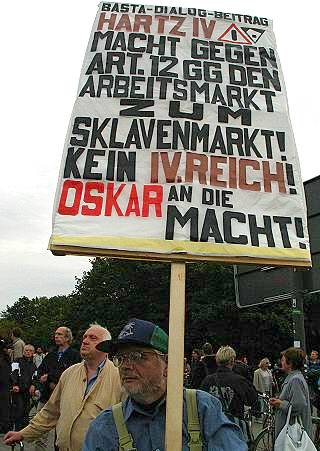 BASTA-DIALOG-BEITRAG
HARTZ IV
MACHT GEGEN
ART.12 GG DEN
ARBEITSMARKT
ZUM
SKLAVENMARKT!
KEIN IV.REICH!
OSKAR AN DIE
MACHT!